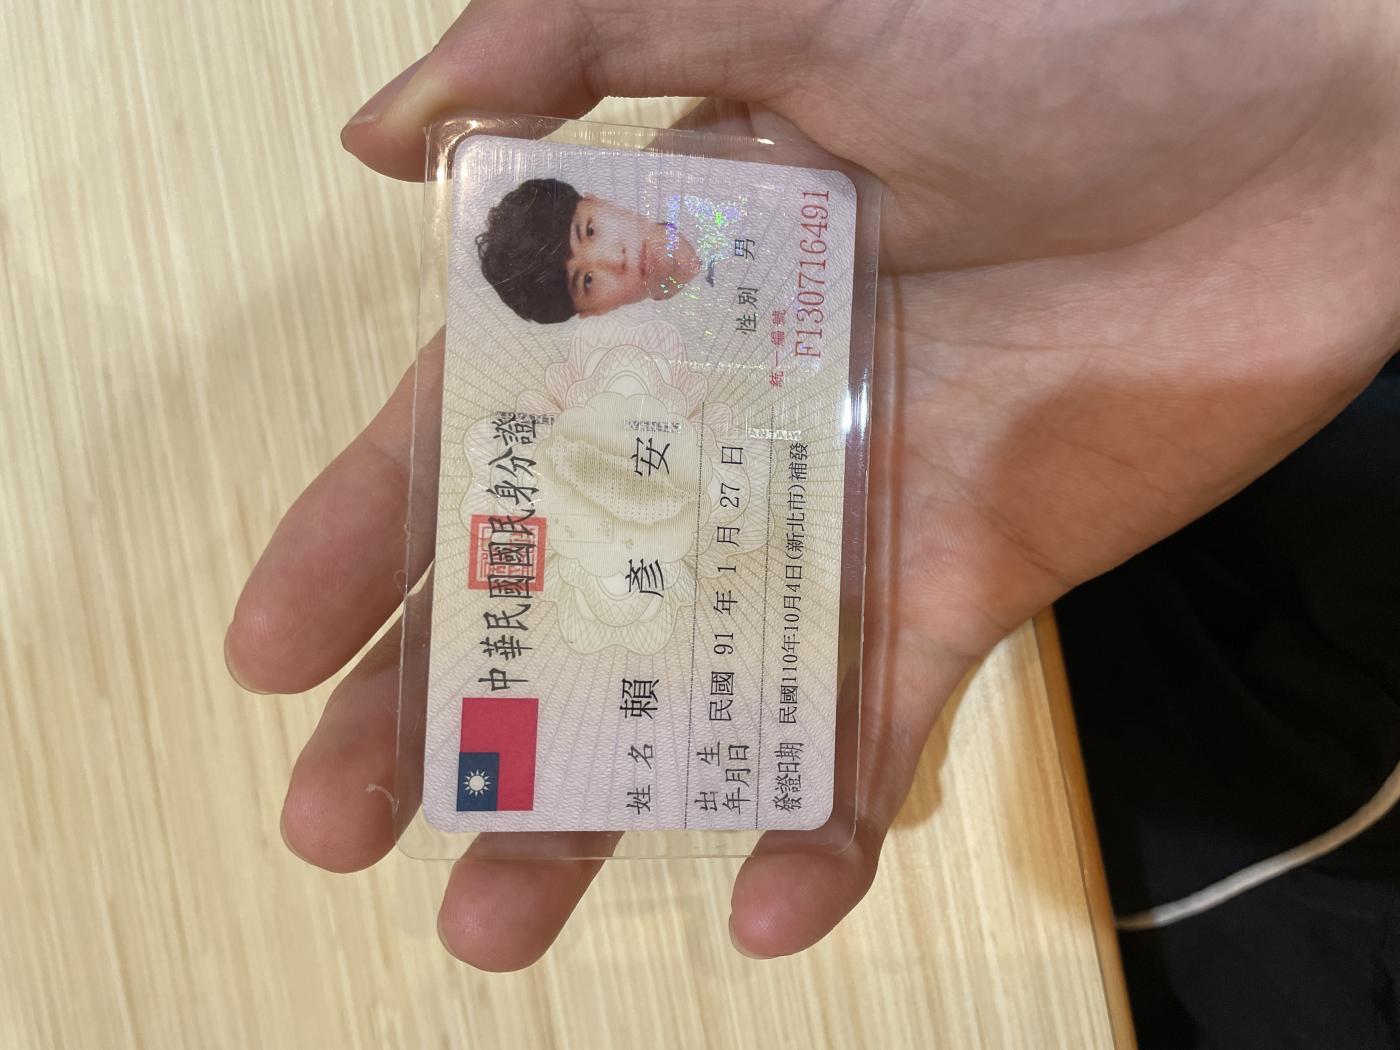 中華民國國民身分證
姓名 賴彥安
出生年月日 民國 91 年 1 月 27 日
發證日期 民國110年10月4日(新北市)補發
性別 男
統一編號
F130716491